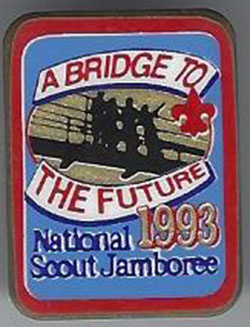 A BRIDGE TO
THE FUTURE
1993
National
Scout Jamboree